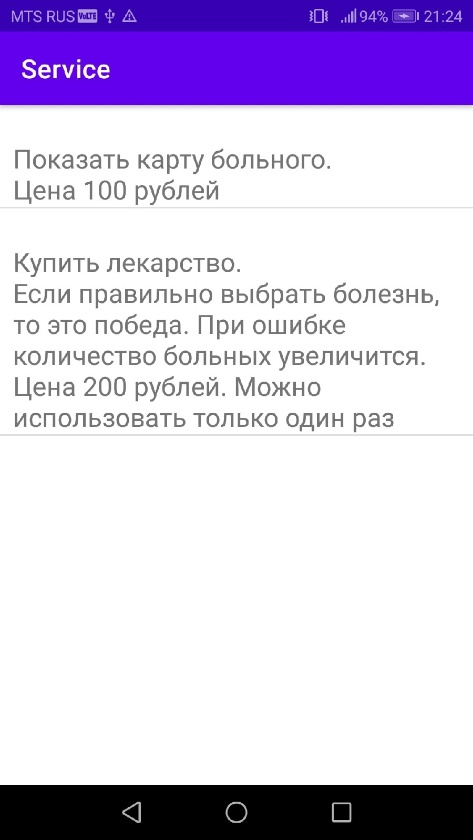 MTS RUS VoLTE 94% 21:24
Service
Показать карту больного.
Цена 100 рублей
Купить лекарство.
Если правильно выбрать болезнь,
то это победа. При ошибке
количество больных увеличится.
Цена 200 рублей. Можно
использовать только один раз